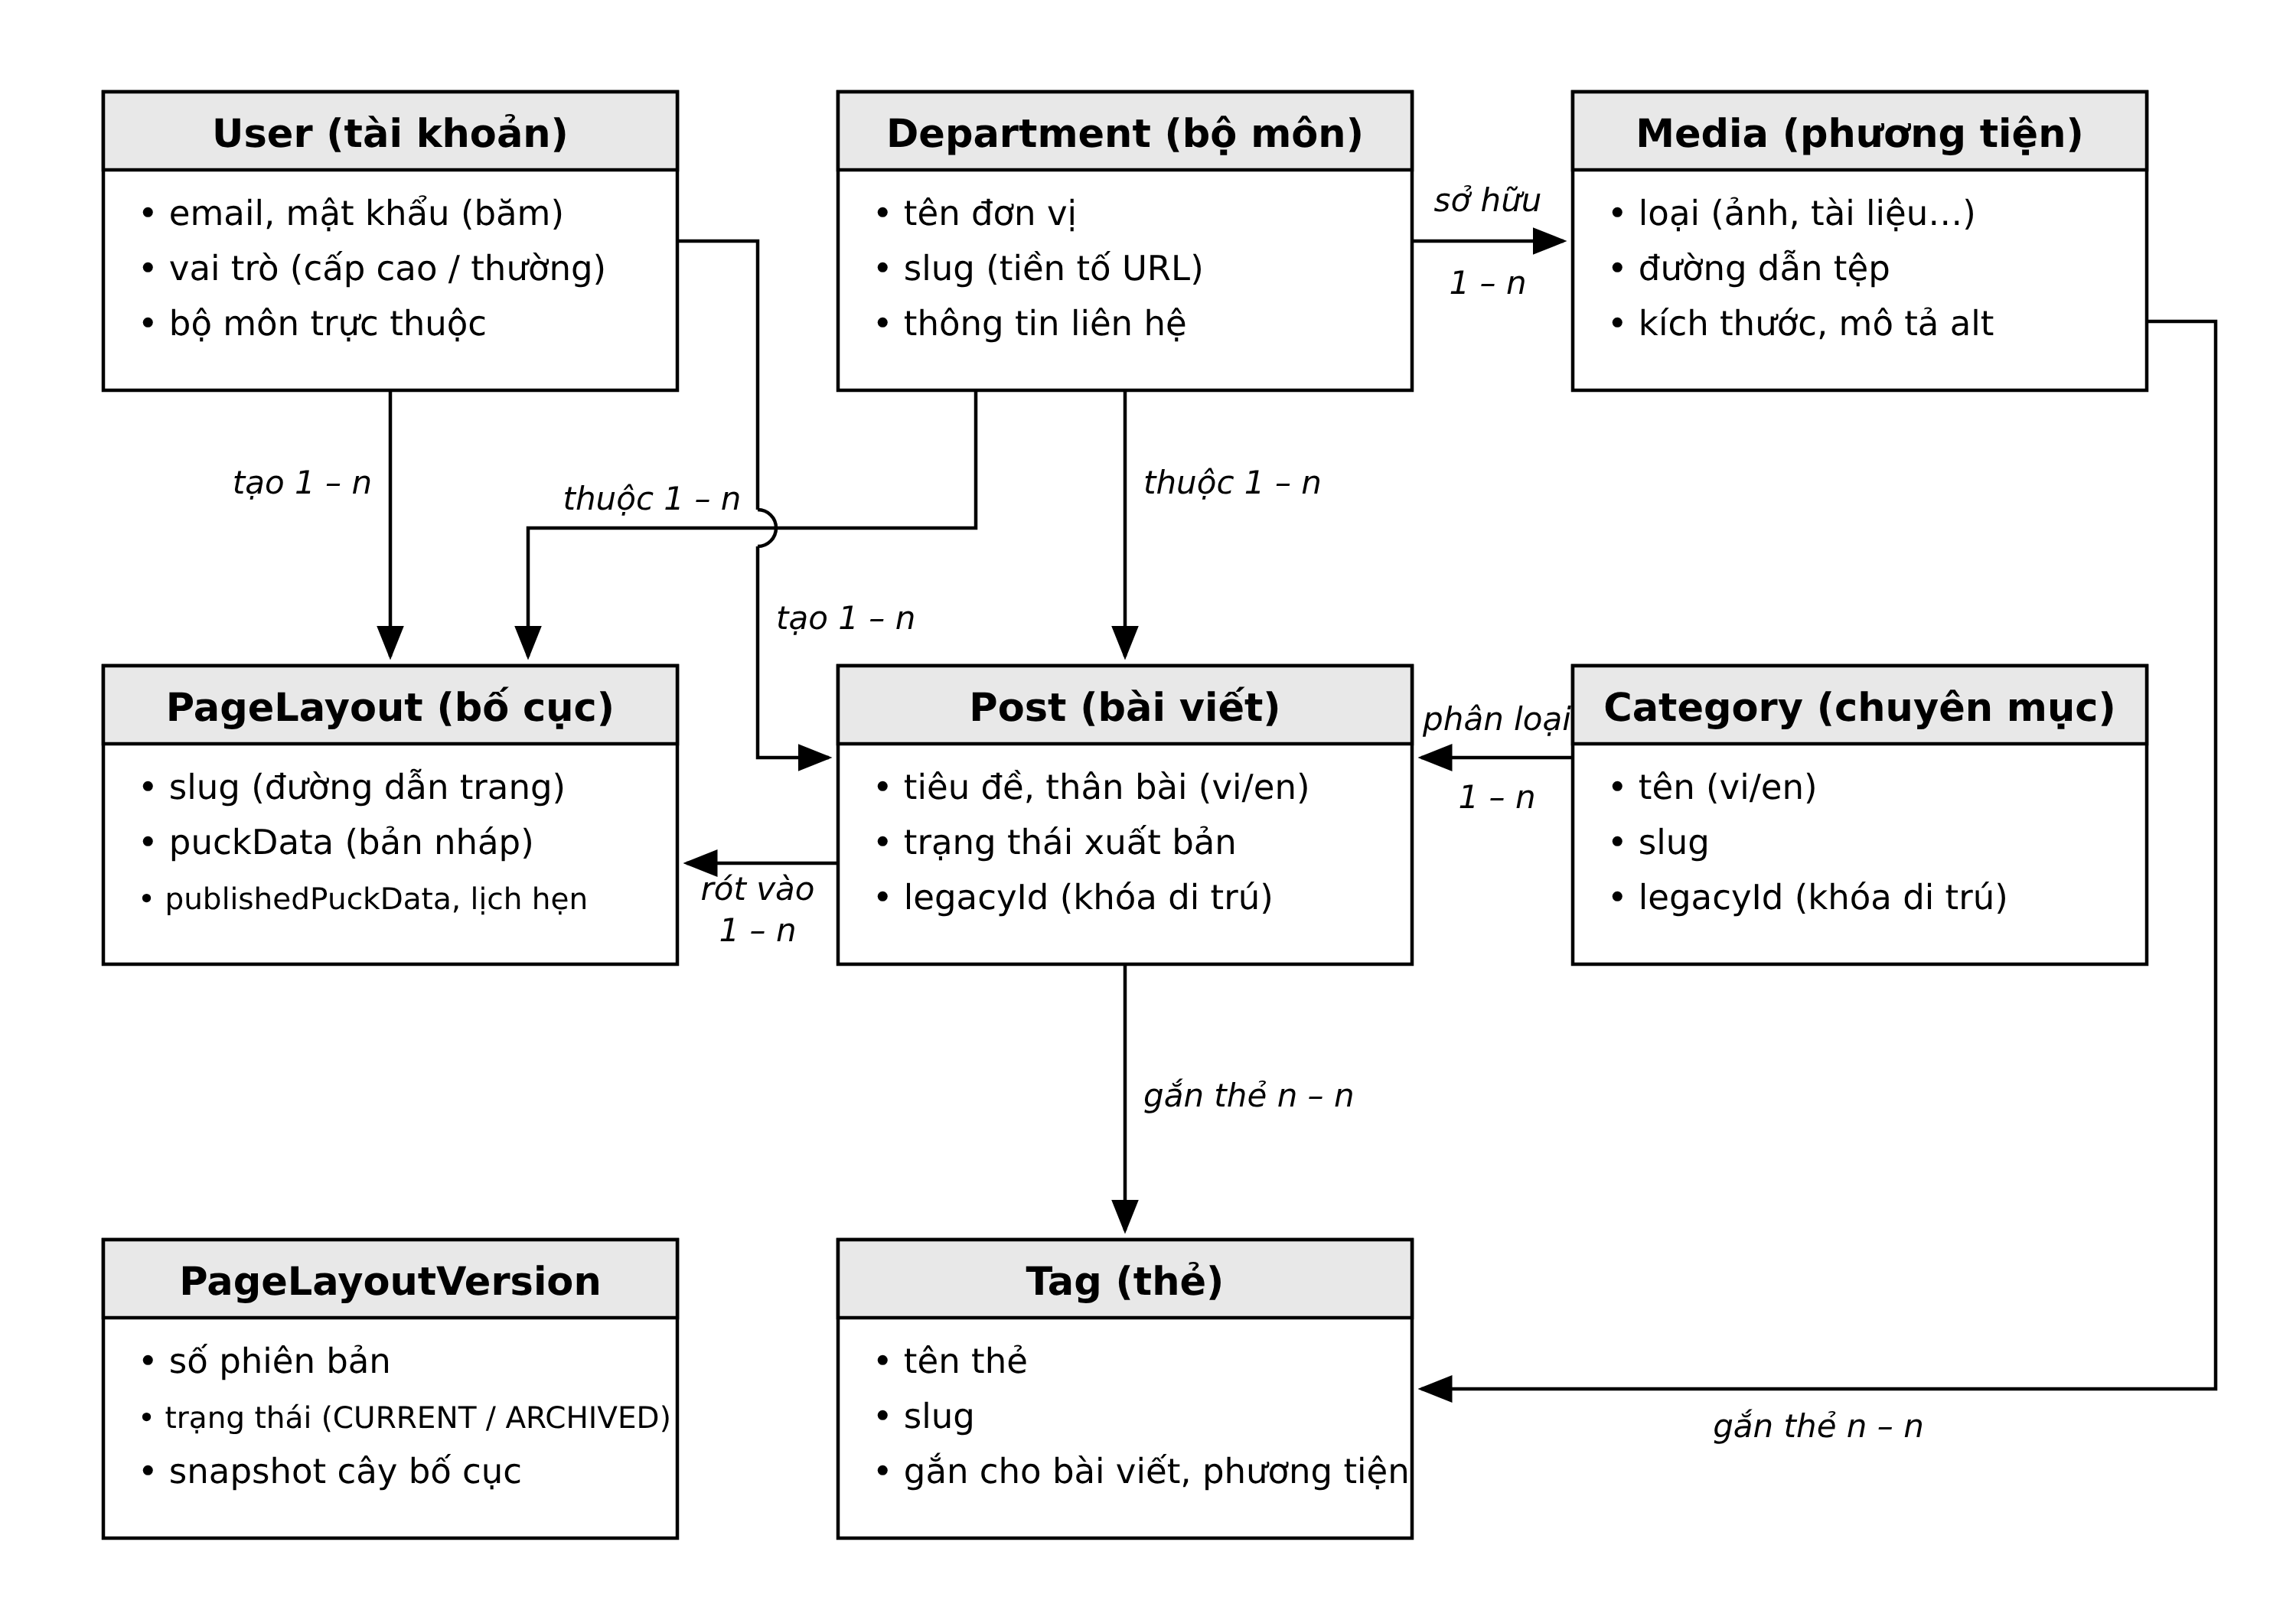 User (tài khoản)
• email, mật khẩu (băm)
• vai trò (cấp cao / thường)
• bộ môn trực thuộc
Department (bộ môn)
• tên đơn vị
• slug (tiền tố URL)
• thông tin liên hệ
sở hữu
1 – n
Media (phương tiện)
• loại (ảnh, tài liệu...)
• đường dẫn tệp
• kích thước, mô tả alt
tạo 1 – n
thuộc 1 – n
thuộc 1 – n
tạo 1 – n
PageLayout (bố cục)
• slug (đường dẫn trang)
• puckData (bản nháp)
• publishedPuckData, lịch hẹn
rót vào
1 – n
Post (bài viết)
• tiêu đề, thân bài (vi/en)
• trạng thái xuất bản
• legacyId (khóa di trú)
phân loại
1 – n
Category (chuyên mục)
• tên (vi/en)
• slug
• legacyId (khóa di trú)
gắn thẻ n – n
PageLayoutVersion
• số phiên bản
• trạng thái (CURRENT / ARCHIVED)
• snapshot cây bố cục
Tag (thẻ)
• tên thẻ
• slug
• gắn cho bài viết, phương tiện
gắn thẻ n – n